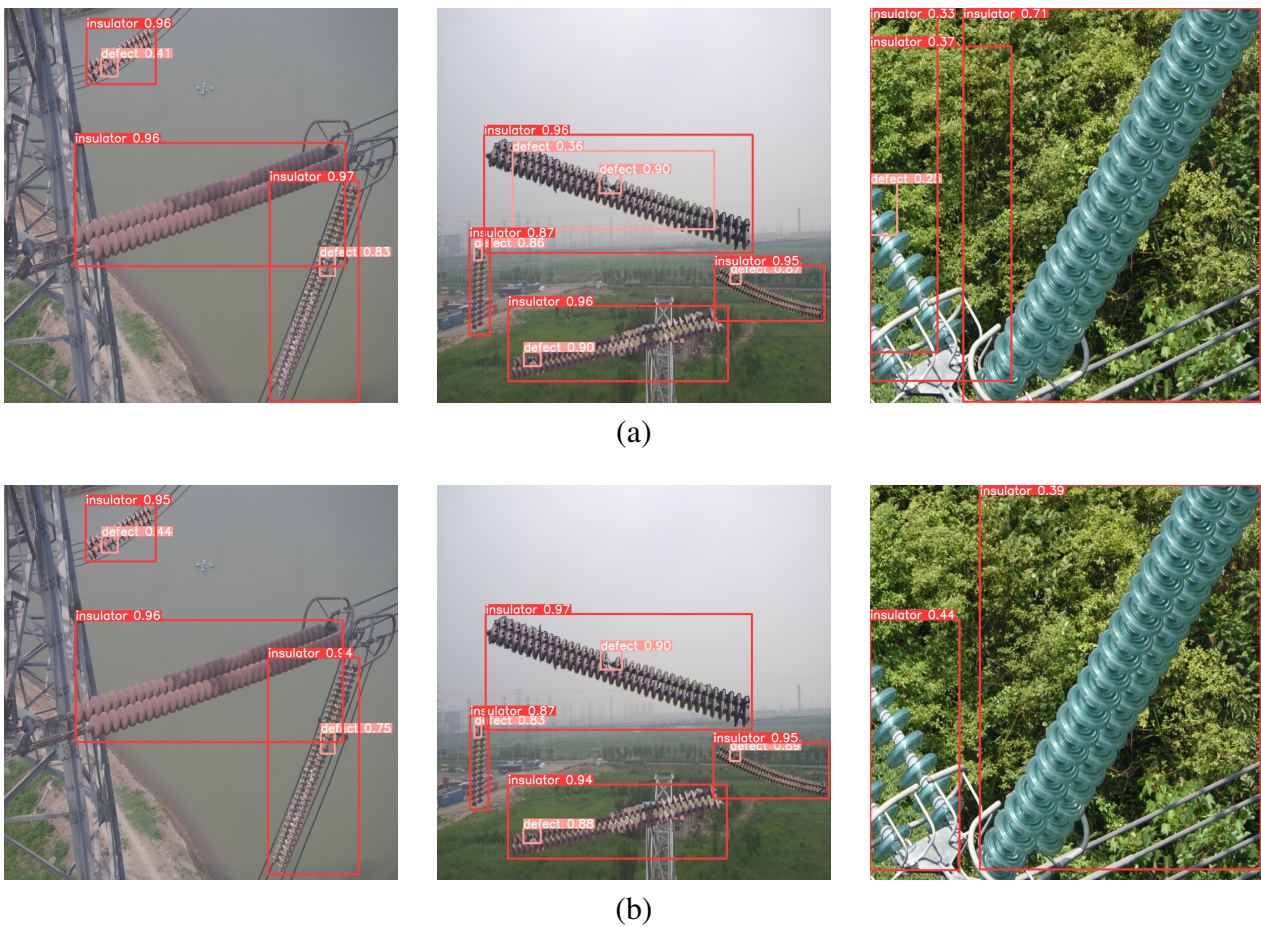 insulator 0.96
defect 0.41
insulator 0.96
insulator 0.97
defect 0.83
insulator 0.96
defect 0.36
defect 0.90
insulator 0.87
defect 0.86
insulator 0.95
defect 0.87
insulator 0.96
defect 0.90
insulator 0.33
insulator 0.71
insulator 0.37
defect 0.25
(a)
insulator 0.95
defect 0.44
insulator 0.96
insulator 0.94
defect 0.75
insulator 0.97
defect 0.90
insulator 0.87
defect 0.83
insulator 0.95
defect 0.89
insulator 0.94
defect 0.88
insulator 0.39
insulator 0.44
(b)